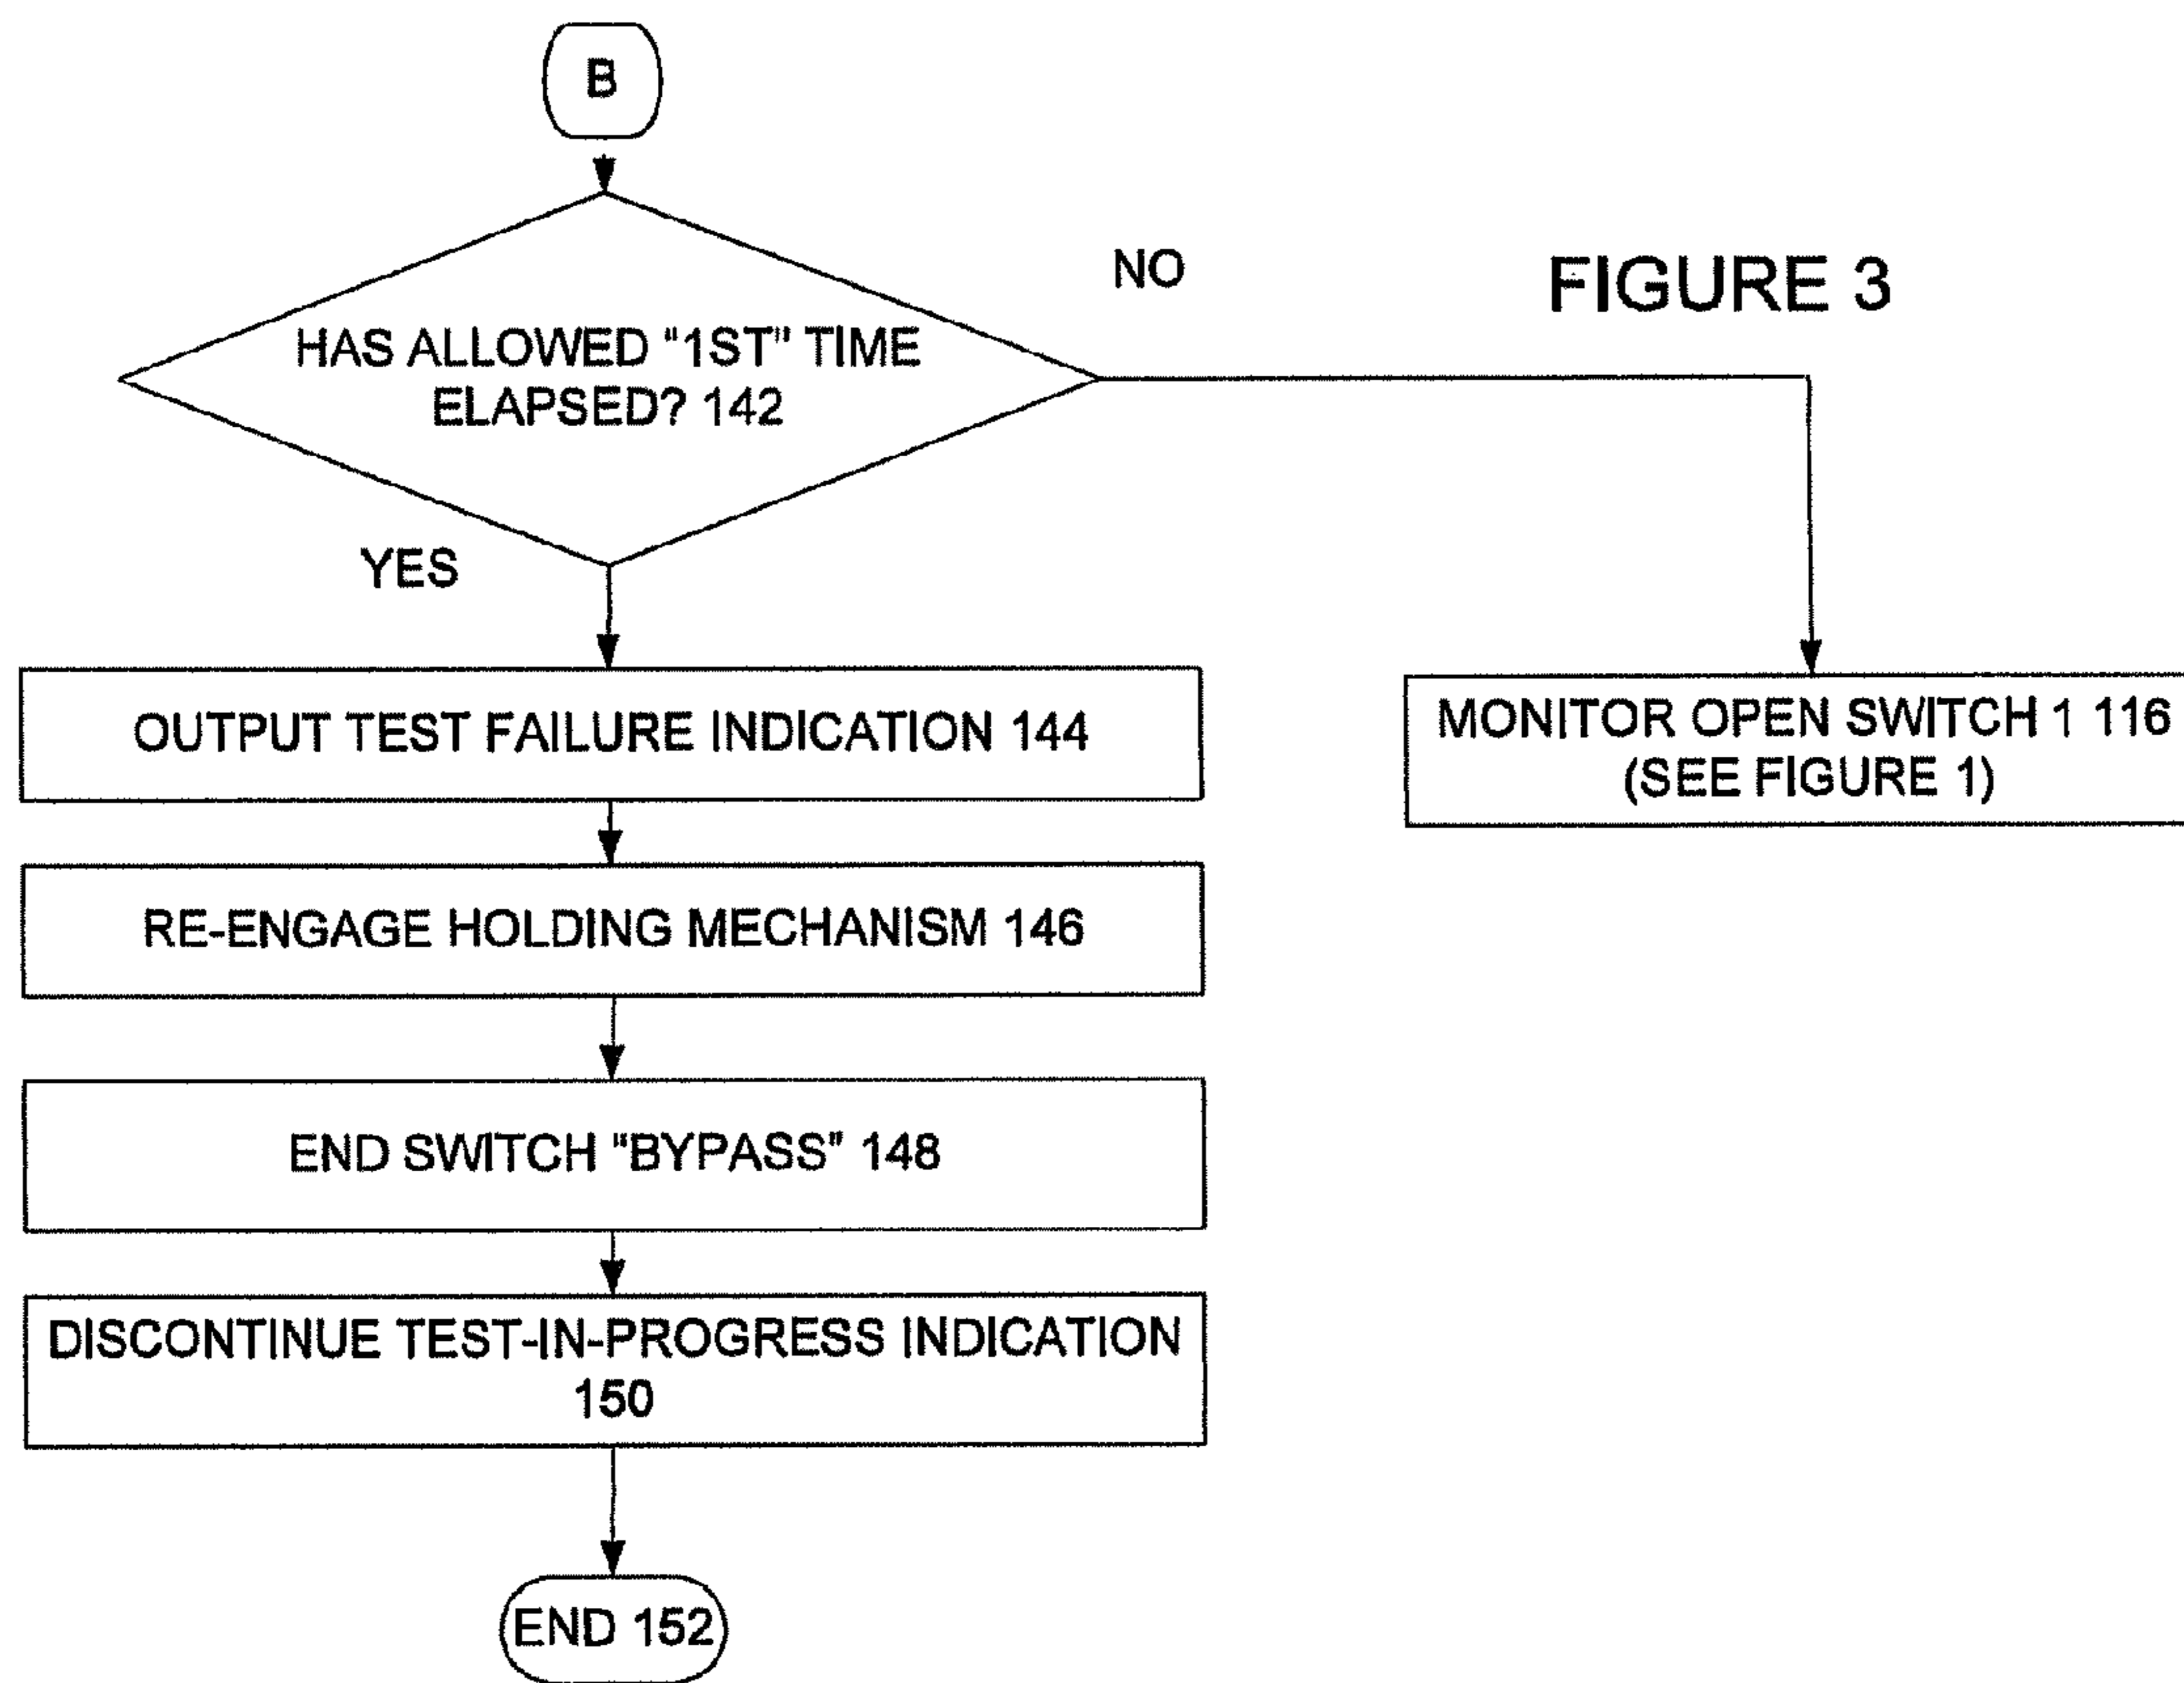 B
HAS ALLOWED "1ST" TIME
ELAPSED? 142
NO
FIGURE 3
YES
OUTPUT TEST FAILURE INDICATION 144
MONITOR OPEN SWITCH 1 116
(SEE FIGURE 1)
RE-ENGAGE HOLDING MECHANISM 146
END SWITCH "BYPASS" 148
DISCONTINUE TEST-IN-PROGRESS INDICATION
150
END 152